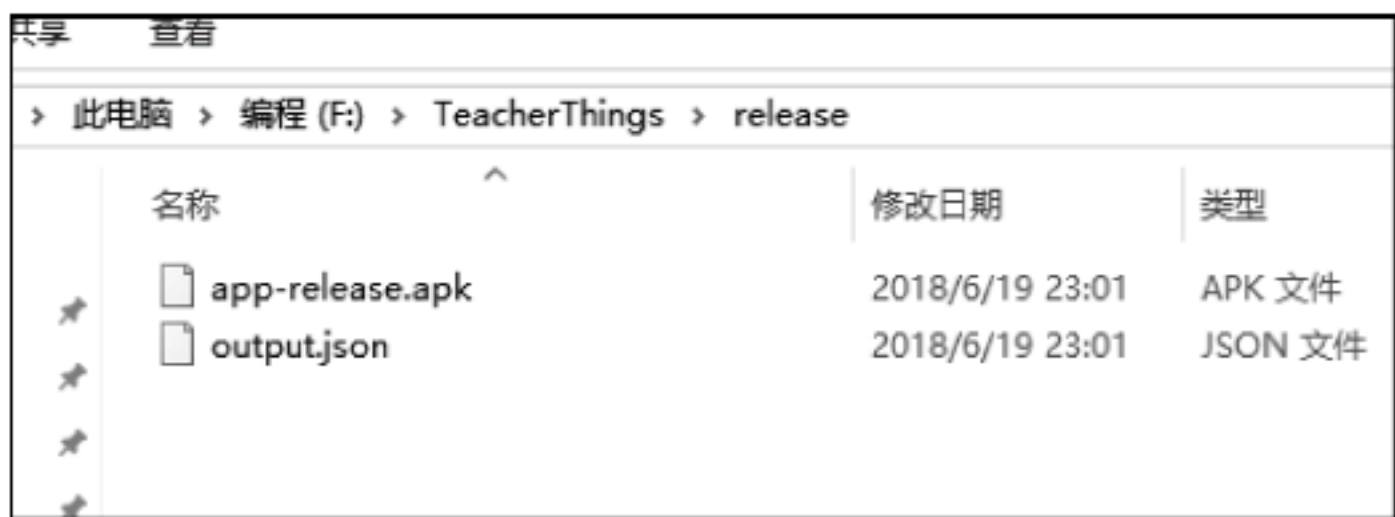 共享 查看
› 此电脑 › 编程 (F:) › TeacherThings › release
名称 修改日期 类型
app-release.apk 2018/6/19 23:01 APK 文件
output.json 2018/6/19 23:01 JSON 文件